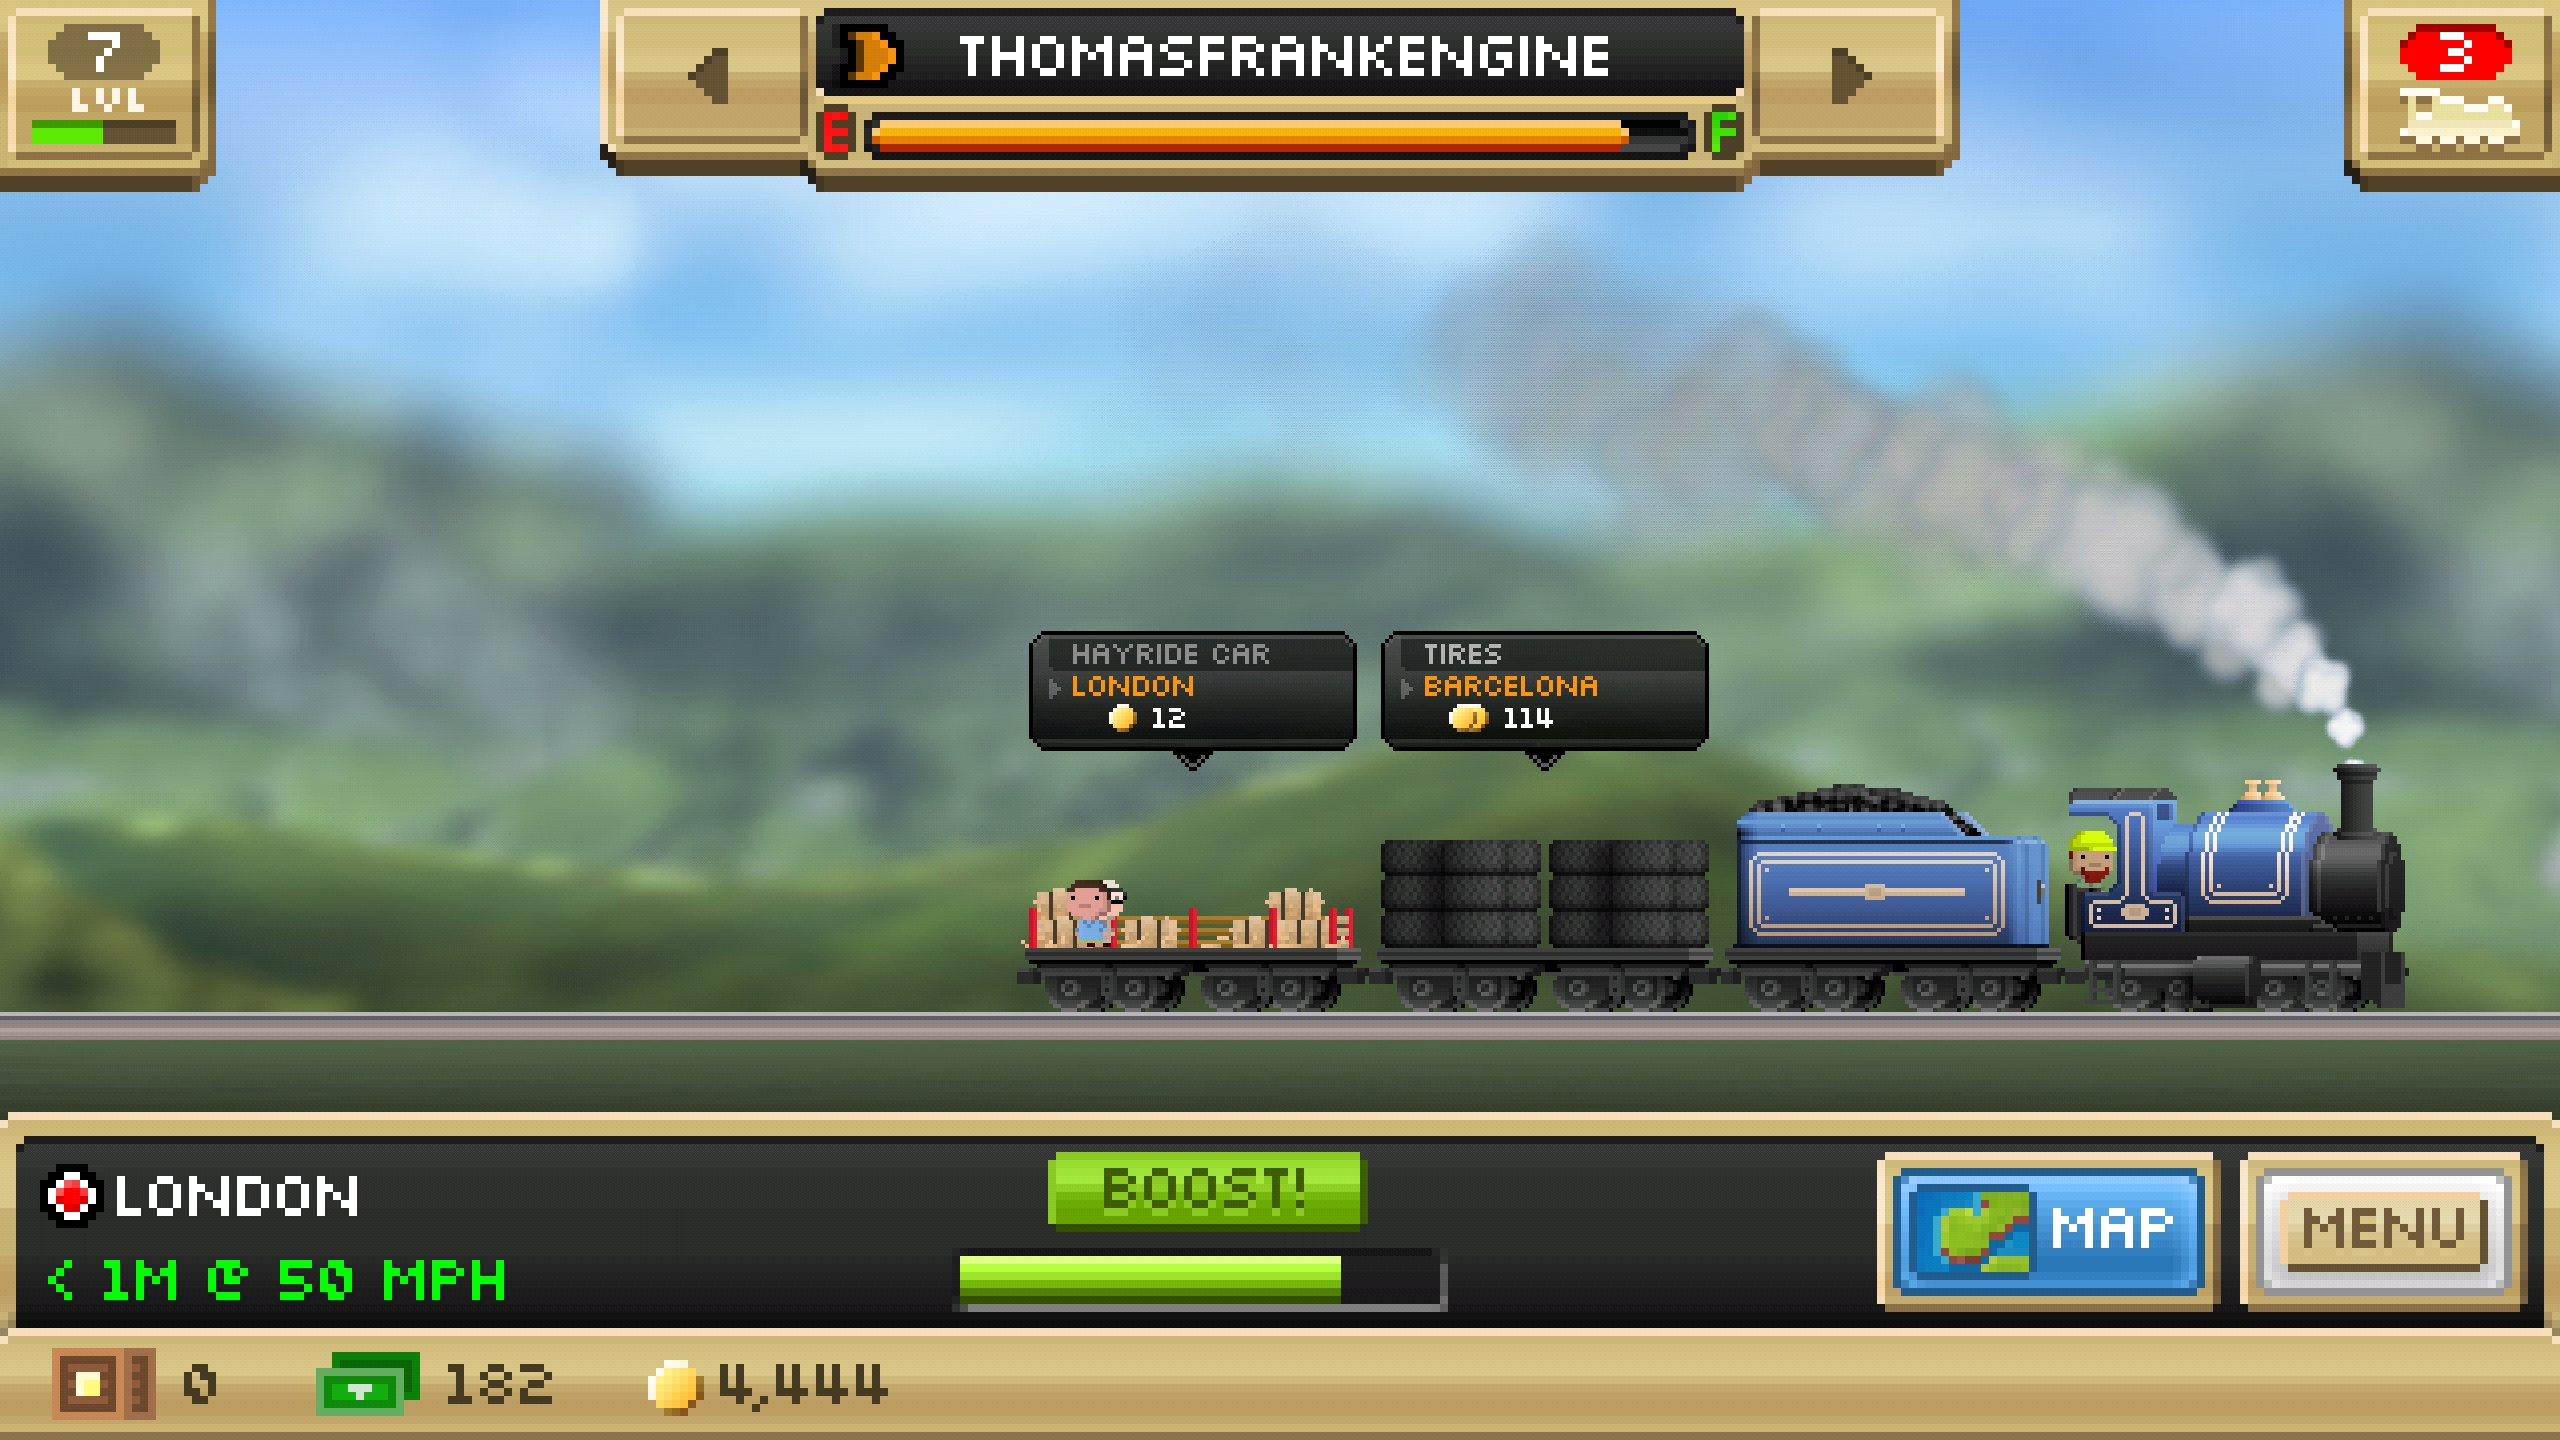 7
LVL
THOMASFRANKENGINE
E F
3
HAYRIDE CAR
LONDON
12
TIRES
BARCELONA
114
LONDON
< 1M @ 50 MPH
BOOST!
MAP
MENU
0 182 4,444